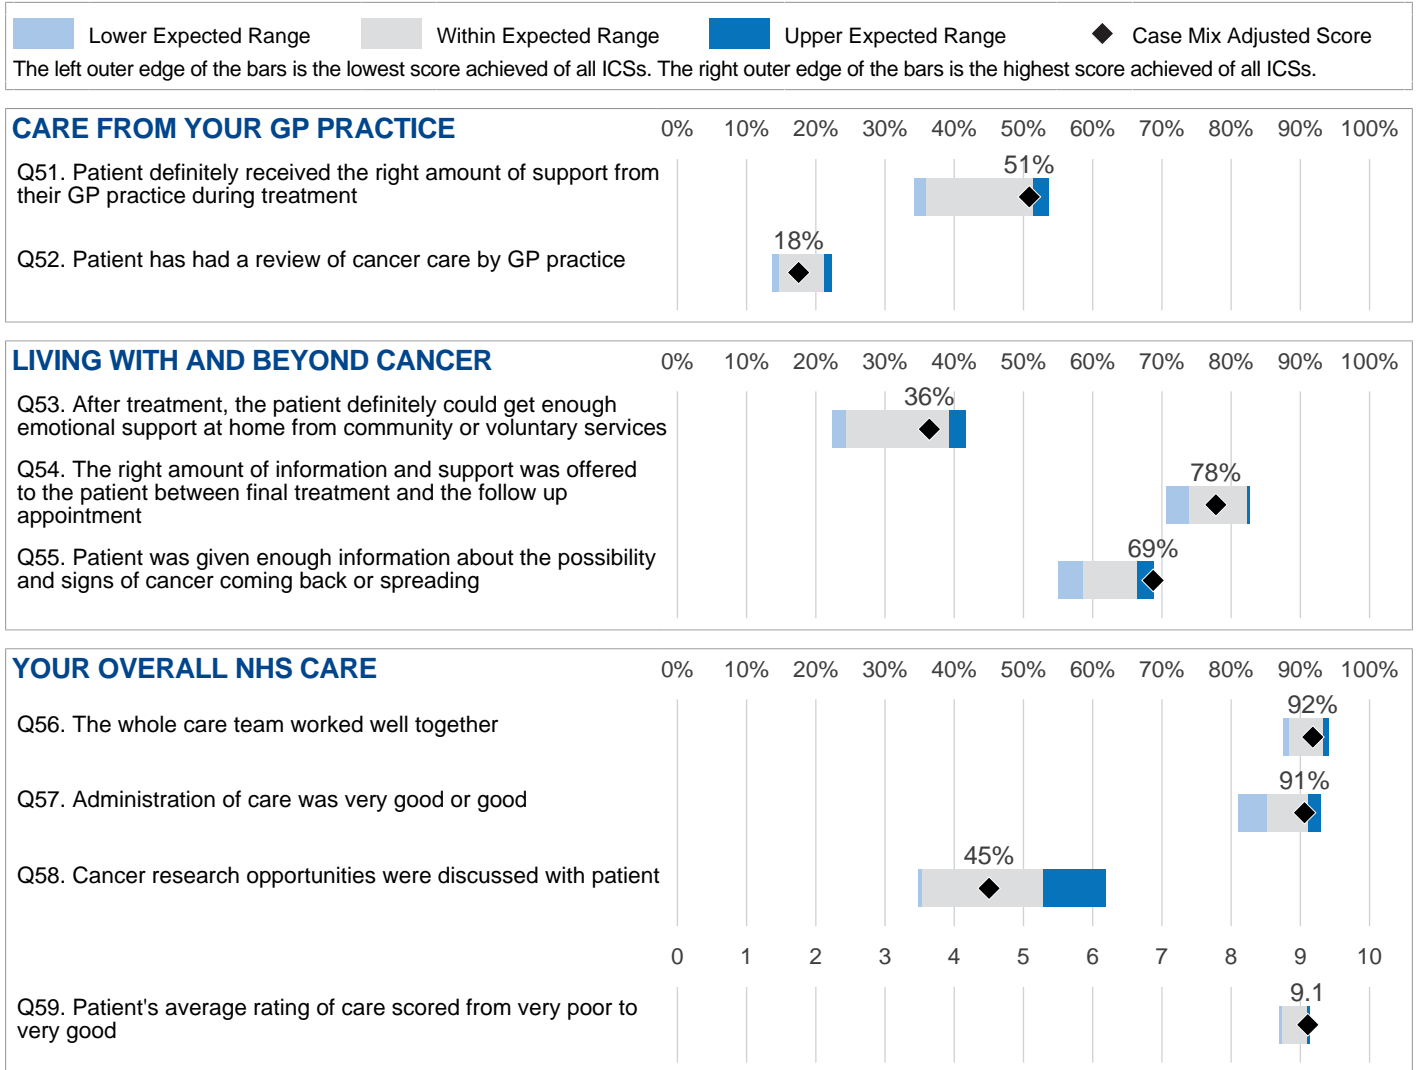 Lower Expected Range Within Expected Range Upper Expected Range Case Mix Adjusted Score
The left outer edge of the bars is the lowest score achieved of all ICSs. The right outer edge of the bars is the highest score achieved of all ICSs.
CARE FROM YOUR GP PRACTICE 0% 10% 20% 30% 40% 50% 60% 70% 80% 90% 100%
51%
Q51. Patient definitely received the right amount of support from
their GP practice during treatment
18%
Q52. Patient has had a review of cancer care by GP practice
LIVING WITH AND BEYOND CANCER 0% 10% 20% 30% 40% 50% 60% 70% 80% 90% 100%
36%
Q53. After treatment, the patient definitely could get enough
emotional support at home from community or voluntary services
78%
Q54. The right amount of information and support was offered
to the patient between final treatment and the follow up
appointment
69%
Q55. Patient was given enough information about the possibility
and signs of cancer coming back or spreading
YOUR OVERALL NHS CARE 0% 10% 20% 30% 40% 50% 60% 70% 80% 90% 100%
92%
Q56. The whole care team worked well together
91%
Q57. Administration of care was very good or good
45%
Q58. Cancer research opportunities were discussed with patient
0 1 2 3 4 5 6 7 8 9 10
9.1
Q59. Patient's average rating of care scored from very poor to
very good